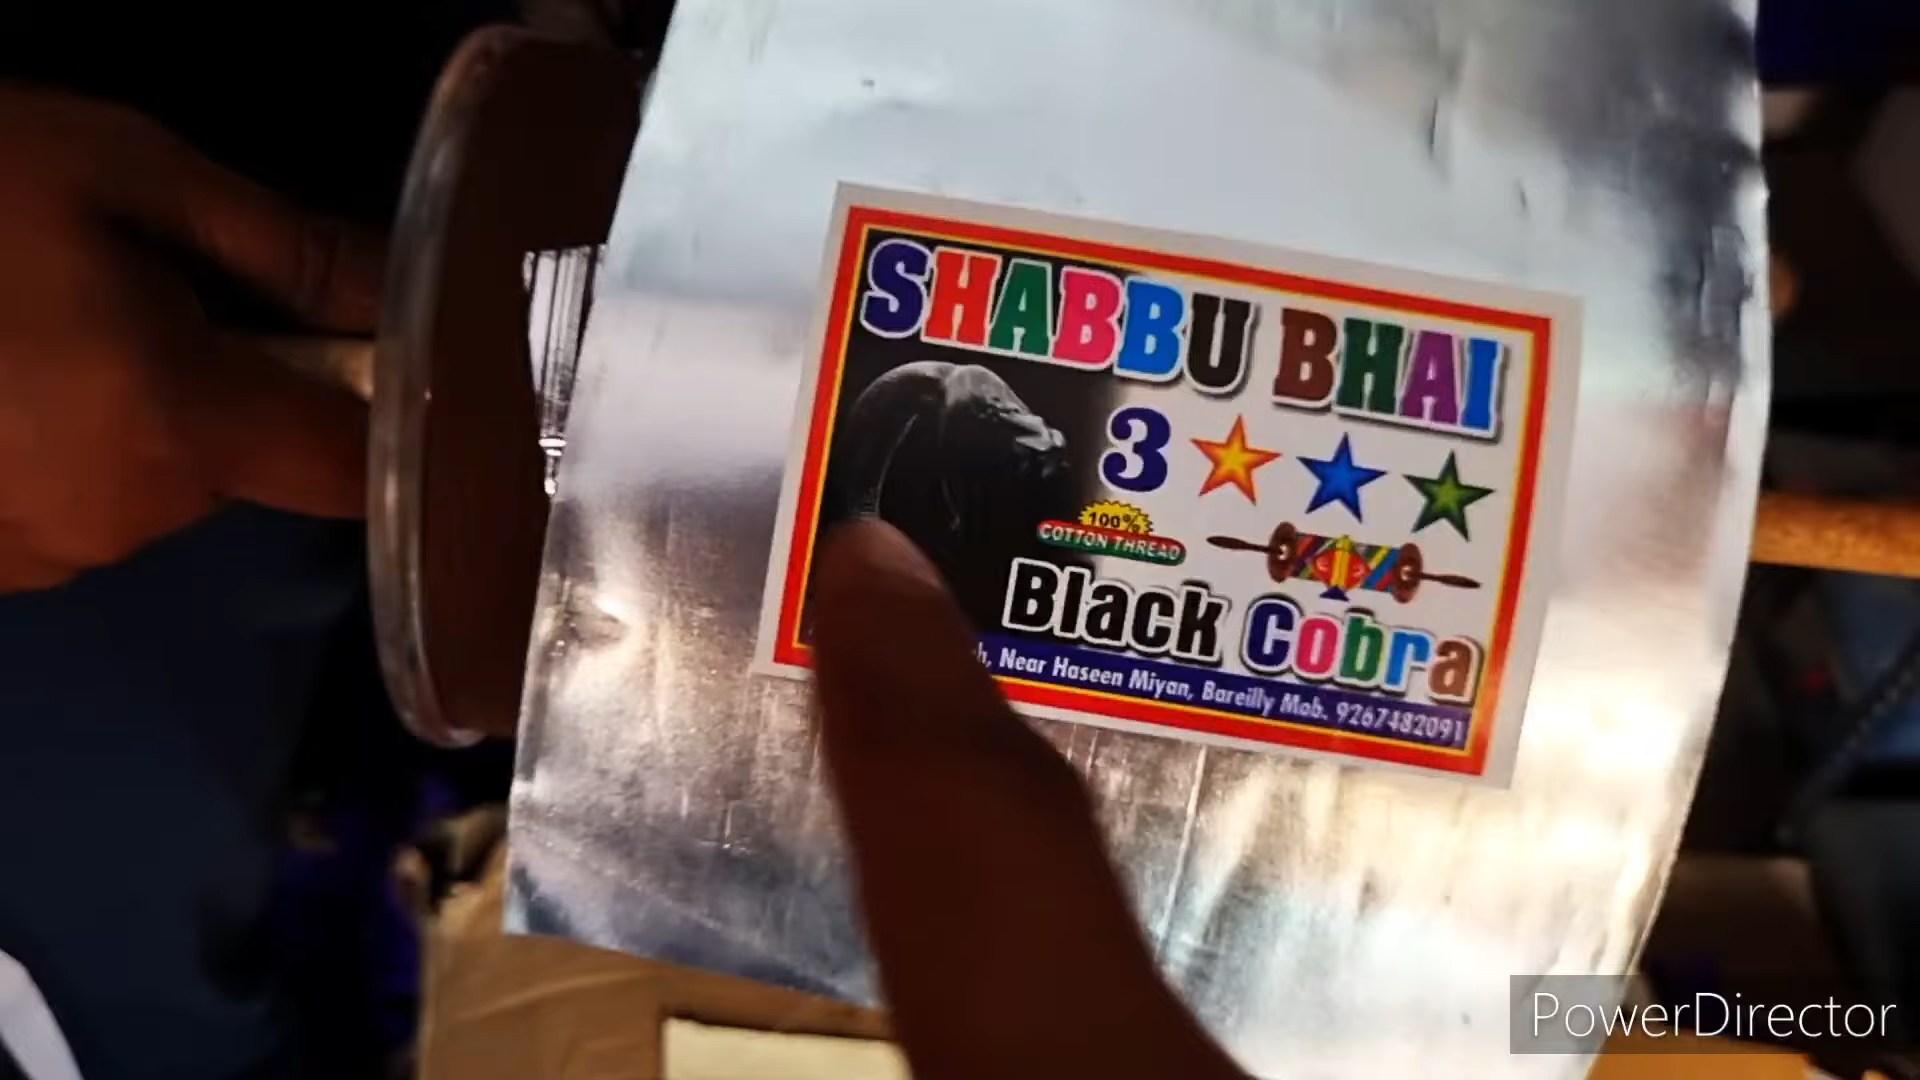 SHABBU BHAI
3
100%
COTTON THREAD
Black Cobra
Near Haseen Miyan, Bareilly Mob. 9267482091
PowerDirector